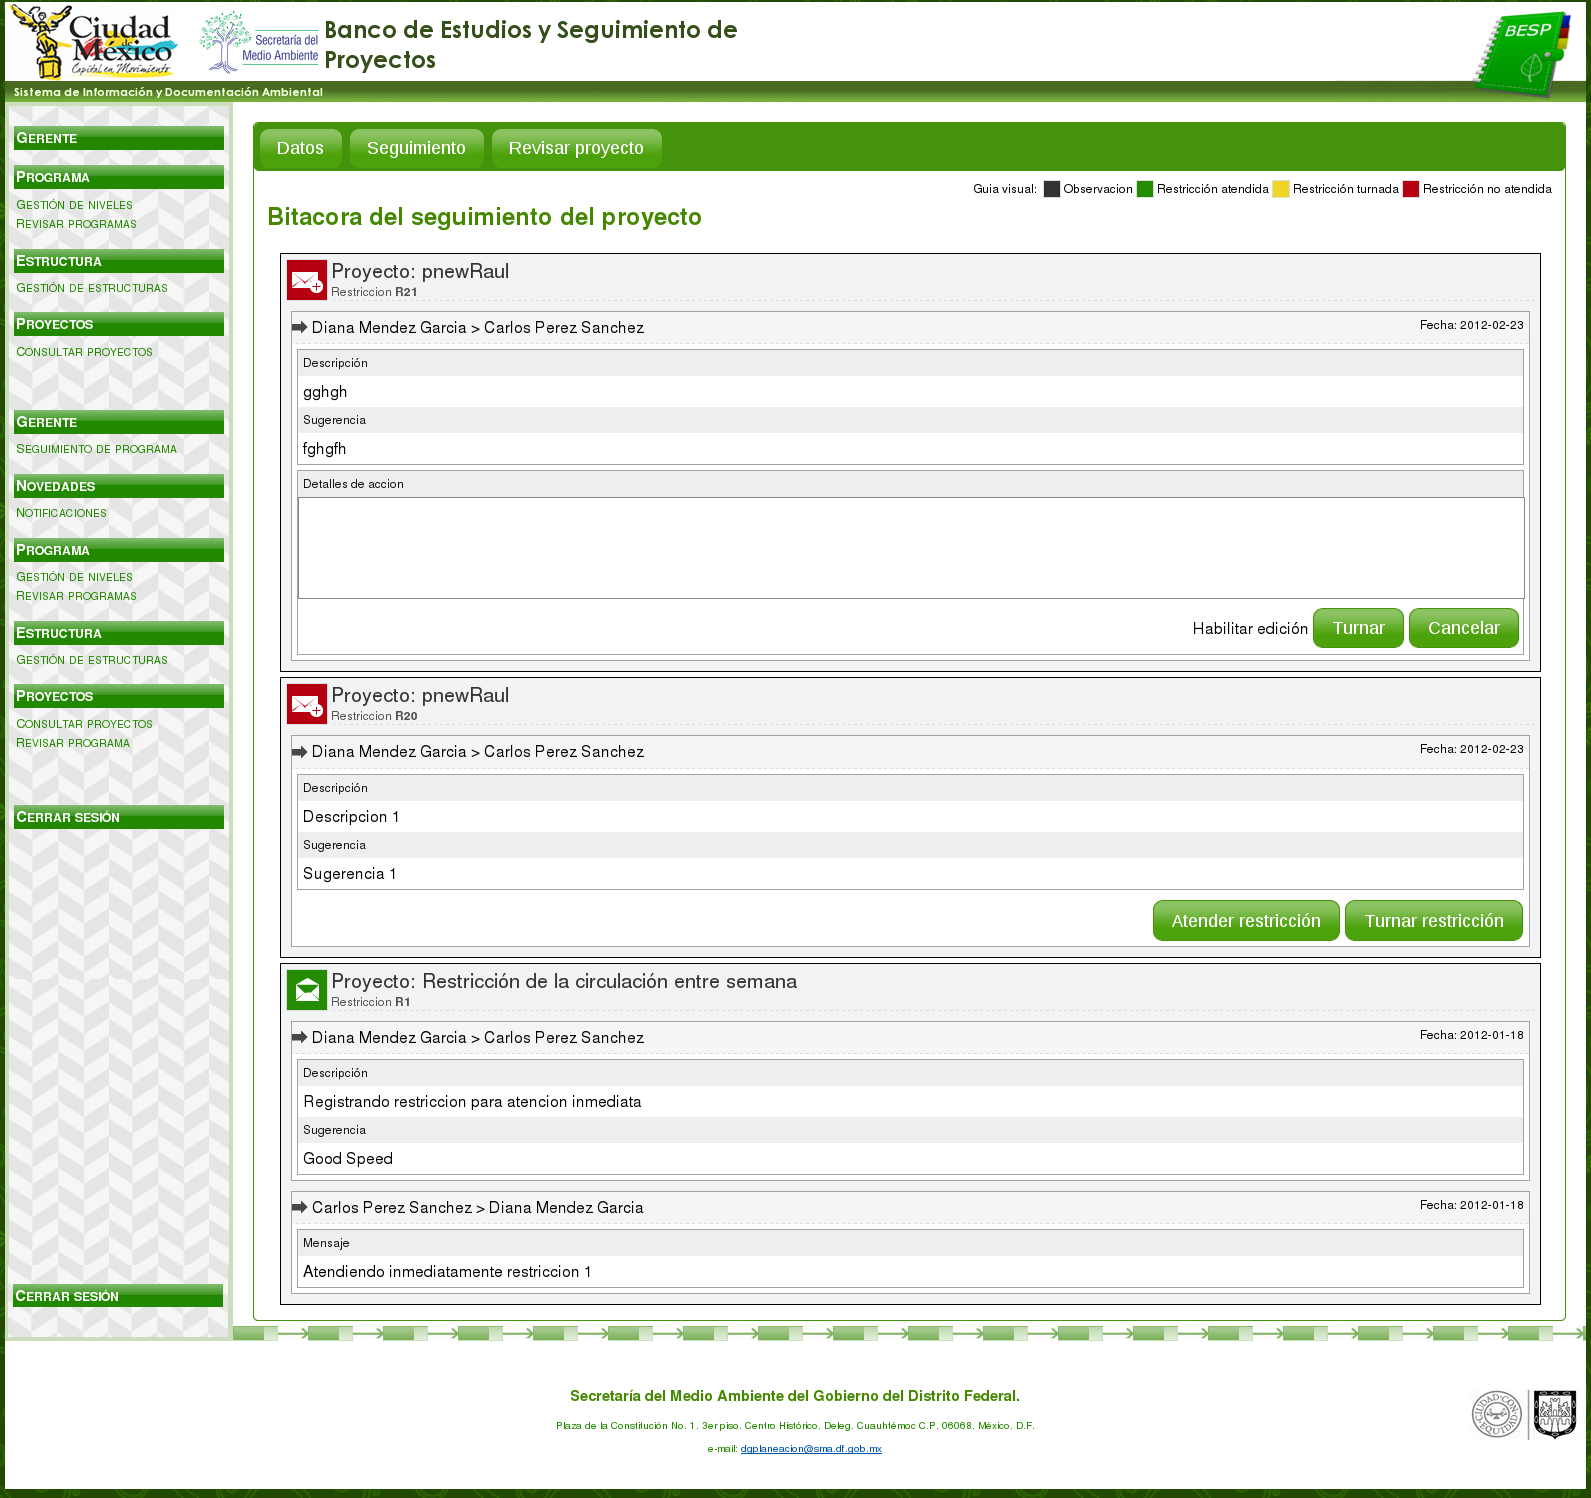 Ciudad
de
México
Capital en Movimiento
Secretaría del
Medio Ambiente
Banco de Estudios y Seguimiento de
Proyectos
BESP
Sistema de Información y Documentación Ambiental
GERENTE
PROGRAMA
GESTIÓN DE NIVELES
REVISAR PROGRAMAS
ESTRUCTURA
GESTIÓN DE ESTRUCTURAS
PROYECTOS
CONSULTAR PROYECTOS
GERENTE
SEGUIMIENTO DE PROGRAMA
NOVEDADES
NOTIFICACIONES
PROGRAMA
GESTIÓN DE NIVELES
REVISAR PROGRAMAS
ESTRUCTURA
GESTIÓN DE ESTRUCTURAS
PROYECTOS
CONSULTAR PROYECTOS
REVISAR PROGRAMA
CERRAR SESIÓN
CERRAR SESIÓN
Datos Seguimiento Revisar proyecto
Guia visual: Observacion Restricción atendida Restricción turnada Restricción no atendida
Bitacora del seguimiento del proyecto
Proyecto: pnewRaul
Restriccion R21
Diana Mendez Garcia > Carlos Perez Sanchez Fecha: 2012-02-23
Descripción
gghgh
Sugerencia
fghgfh
Detalles de accion
Habilitar edición Turnar Cancelar
Proyecto: pnewRaul
Restriccion R20
Diana Mendez Garcia > Carlos Perez Sanchez Fecha: 2012-02-23
Descripción
Descripcion 1
Sugerencia
Sugerencia 1
Atender restricción Turnar restricción
Proyecto: Restricción de la circulación entre semana
Restriccion R1
Diana Mendez Garcia > Carlos Perez Sanchez Fecha: 2012-01-18
Descripción
Registrando restriccion para atencion inmediata
Sugerencia
Good Speed
Carlos Perez Sanchez > Diana Mendez Garcia Fecha: 2012-01-18
Mensaje
Atendiendo inmediatamente restriccion 1
Secretaría del Medio Ambiente del Gobierno del Distrito Federal.
Plaza de la Constitución No. 1. 3er piso. Centro Histórico. Deleg. Cuauhtémoc C.P. 06068. México. D.F.
e-mail: dgplaneacion@sma.df.gob.mx
CIUDAD CON
EQUIDAD